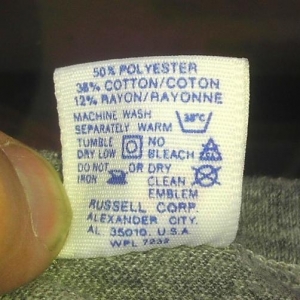 50% POLYESTER
38% COTTON/COTON
12% RAYON/RAYONNE
MACHINE WASH
SEPARATELY WARM 38°C
TUMBLE NO
DRY LOW BLEACH
DO NOT OR DRY
IRON CLEAN
EMBLEM
RUSSELL CORP.
ALEXANDER CITY,
AL 35010, U.S.A
WPL 7232